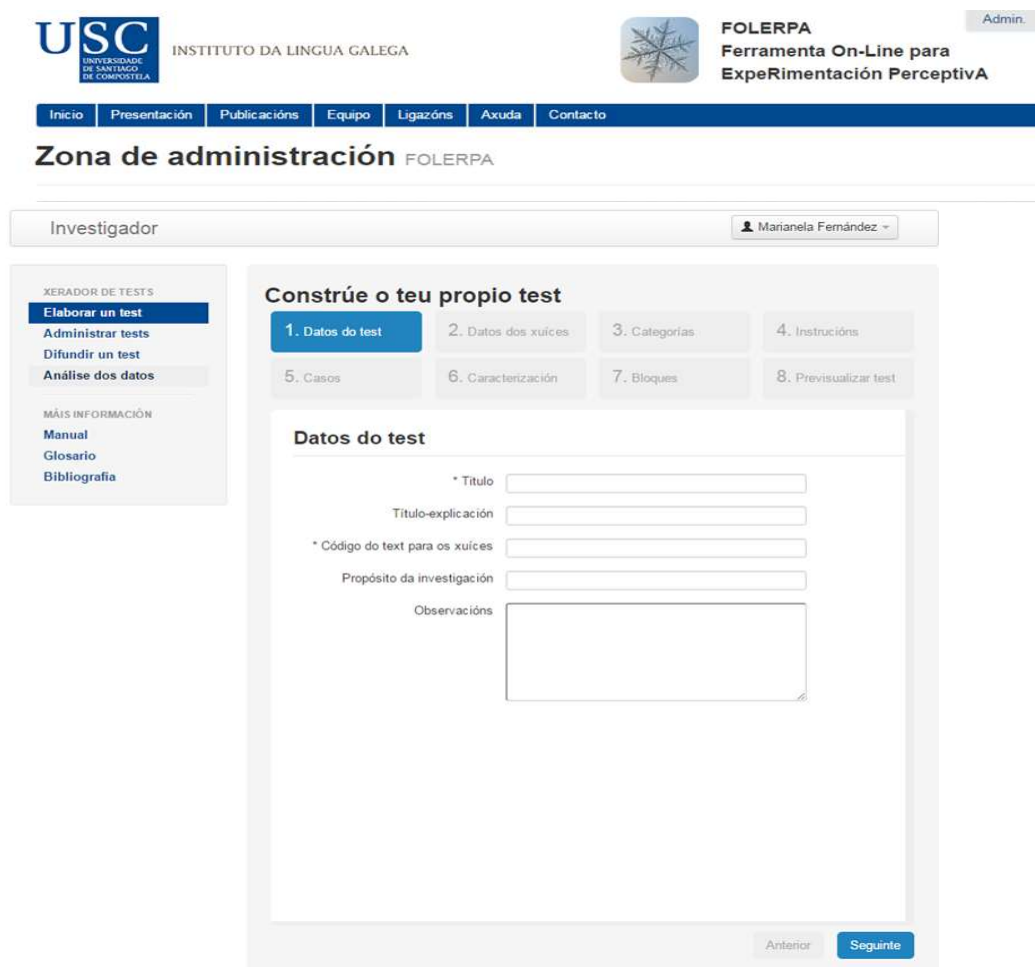 USC
UNIVERSIDADE
DE SANTIAGO
DE COMPOSTELA
INSTITUTO DA LINGUA GALEGA
FOLERPA
Ferramenta On-Line para
ExpeRimentación PerceptivA
Admin.
Inicio Presentación Publicacións Equipo Ligazóns Axuda Contacto
Zona de administración FOLERPA
Investigador
Marianela Fernández
XERADOR DE TESTS
Elaborar un test
Administrar tests
Difundir un test
Análise dos datos
MÁIS INFORMACIÓN
Manual
Glosario
Bibliografia
Constrúe o teu propio test
1. Datos do test 2. Datos dos xuíces 3. Categorías 4. Instrucións
5. Casos 6. Caracterización 7. Bloques 8. Previsualizar test
Datos do test
* Título
Título-explicación
* Código do text para os xuíces
Propósito da investigación
Observacións
Anterior Seguinte